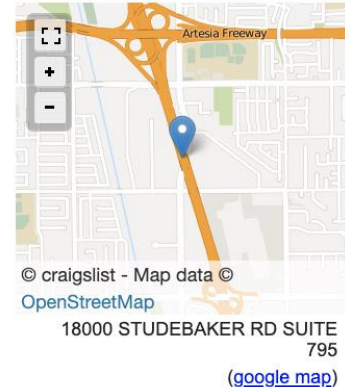 Artesia Freeway
+
-
© craigslist - Map data ©
OpenStreetMap
18000 STUDEBAKER RD SUITE
795
(google map)